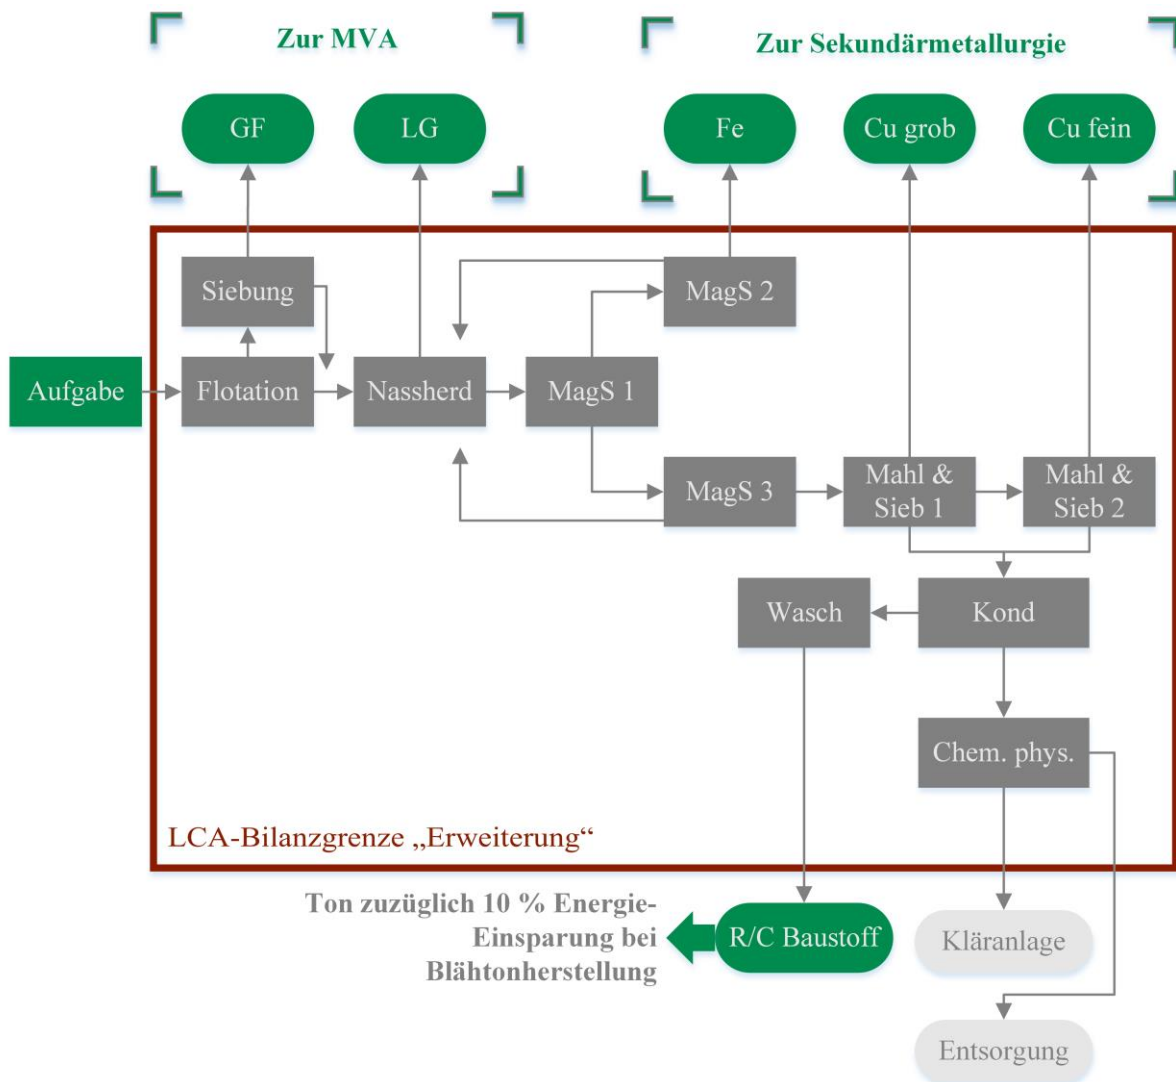 Zur MVA
Zur Sekundärmetallurgie
GF
LG
Fe
Cu grob
Cu fein
Siebung
MagS 2
Aufgabe
Flotation
Nassherd
MagS 1
MagS 3
Mahl &
Sieb 1
Mahl &
Sieb 2
Wasch
Kond
Chem. phys.
LCA-Bilanzgrenze „Erweiterung“
Ton zuzüglich 10 % Energie-
Einsparung bei
Blähtonherstellung
R/C Baustoff
Kläranlage
Entsorgung